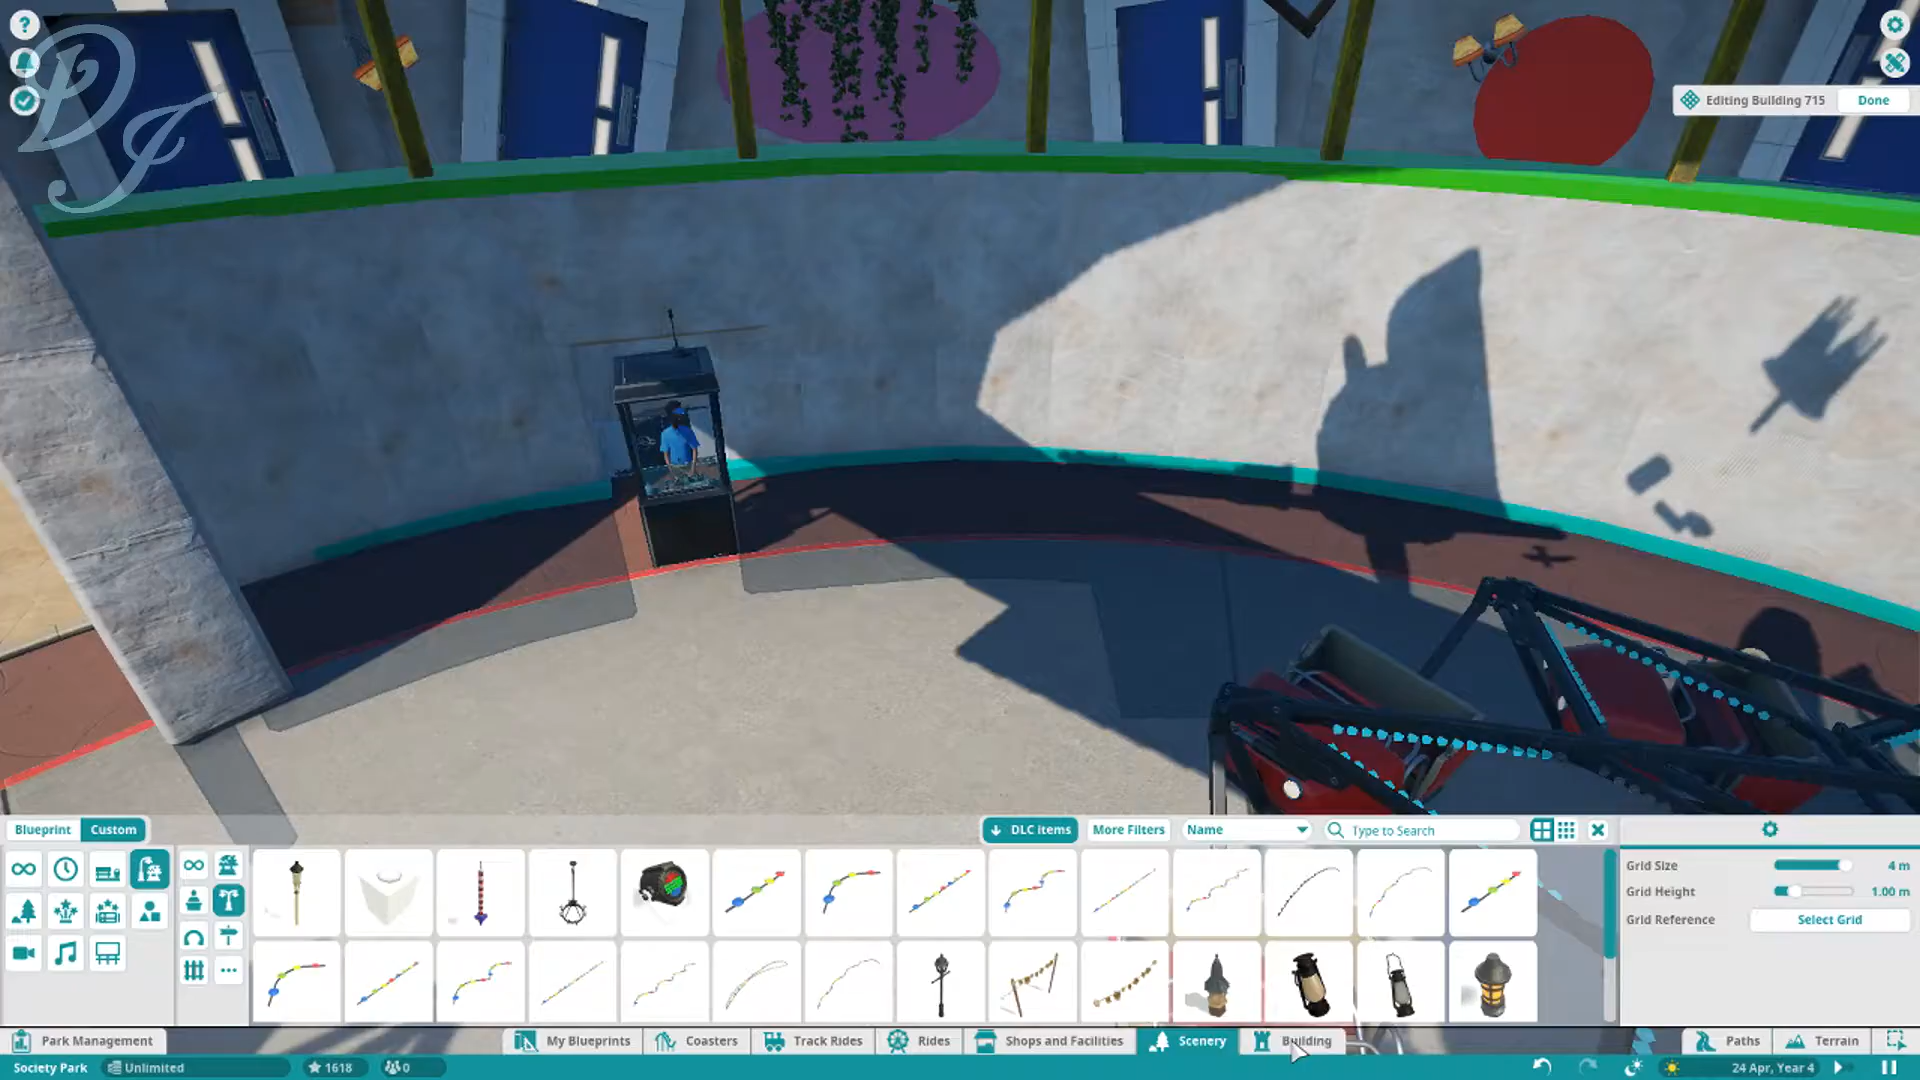 ?
DJ
Editing Building 715
Done
Blueprint
Custom
DLC items
More Filters
Name
Type to Search
Grid Size
4 m
Grid Height
1.00 m
Grid Reference
Select Grid
Park Management
My Blueprints
Coasters
Track Rides
Rides
Shops and Facilities
Scenery
Building
Paths
Terrain
Society Park
Unlimited
1618
0
24 Apr, Year 4